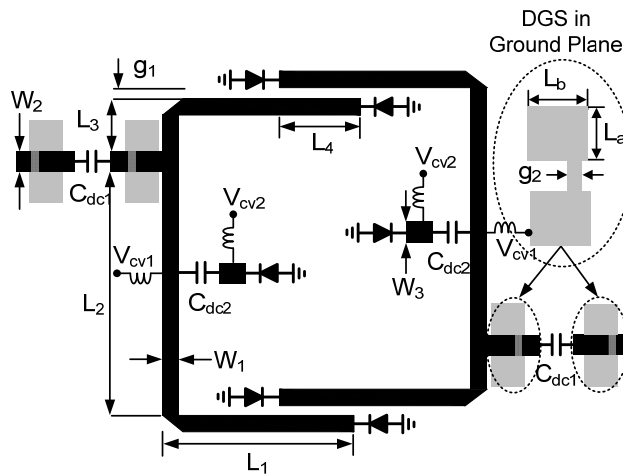 DGS in
Ground Plane
g1
Lb
W2
L3
La
L4
Vcv2
g2
Cdc1
Vcv2
Vcv1
Cdc2
Vcv1
Cdc2
W3
L2
W1
Cdc1
L1